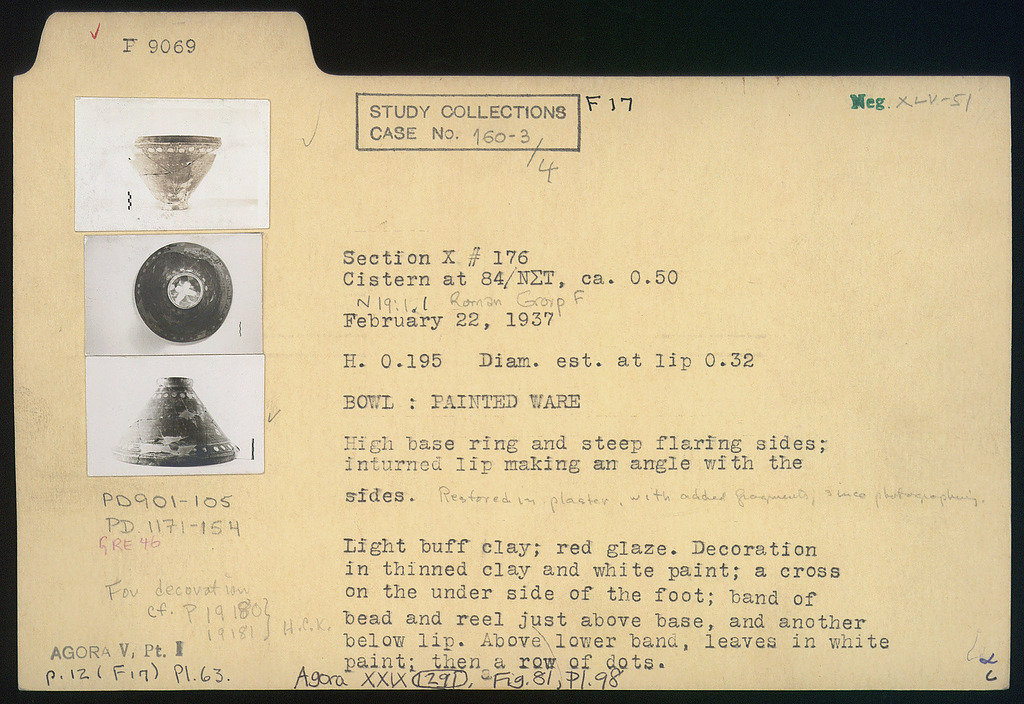 F 9069
STUDY COLLECTIONS
CASE No. 160-3/4
F 17
Neg. XLV-51
Section X # 176
Cistern at 84/ΝΣΤ, ca. 0.50
N 19:1.1 Roman Group F
February 22, 1937
H. 0.195 Diam. est. at lip 0.32
BOWL : PAINTED WARE
High base ring and steep flaring sides;
inturned lip making an angle with the
sides. Restored in plaster, with added fragments, since photographing.
Light buff clay; red glaze. Decoration
in thinned clay and white paint; a cross
on the under side of the foot; band of
bead and reel just above base, and another
below lip. Above lower band, leaves in white
paint; then a row of dots.
PD901-105
PD. 1171-154
GRE 46
For decoration
cf. P 19180
19181 } H.C.K.
AGORA V, Pt. I
p.12 (F17) Pl.63.
Agora XXIX (291), Fig. 81, Pl. 98